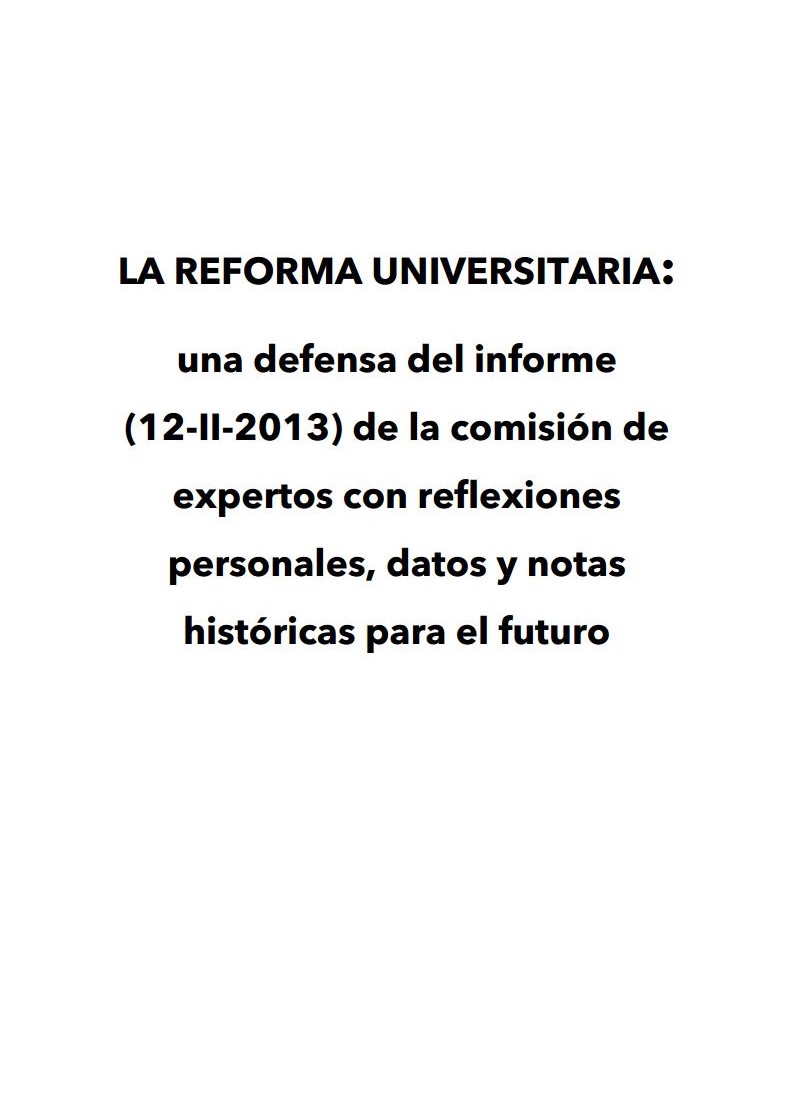 LA REFORMA UNIVERSITARIA:
una defensa del informe
(12-II-2013) de la comisión de
expertos con reflexiones
personales, datos y notas
históricas para el futuro